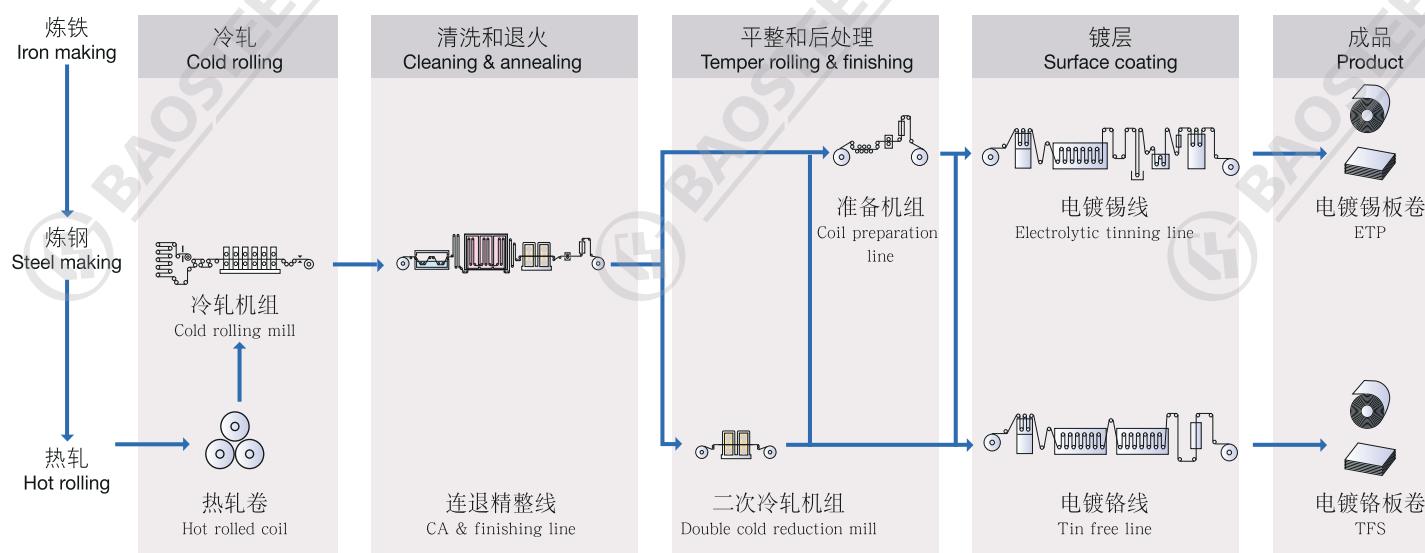 炼铁
Iron making
炼钢
Steel making
热轧
Hot rolling
冷轧
Cold rolling
冷轧机组
Cold rolling mill
热轧卷
Hot rolled coil
清洗和退火
Cleaning & annealing
连退精整线
CA & finishing line
平整和后处理
Temper rolling & finishing
准备机组
Coil preparation
line
二次冷轧机组
Double cold reduction mill
镀层
Surface coating
电镀锡线
Electrolytic tinning line
电镀铬线
Tin free line
成品
Product
电镀锡板卷
ETP
电镀铬板卷
TFS
BAOSTEEL
BAOSTEEL
BAOSTEEL